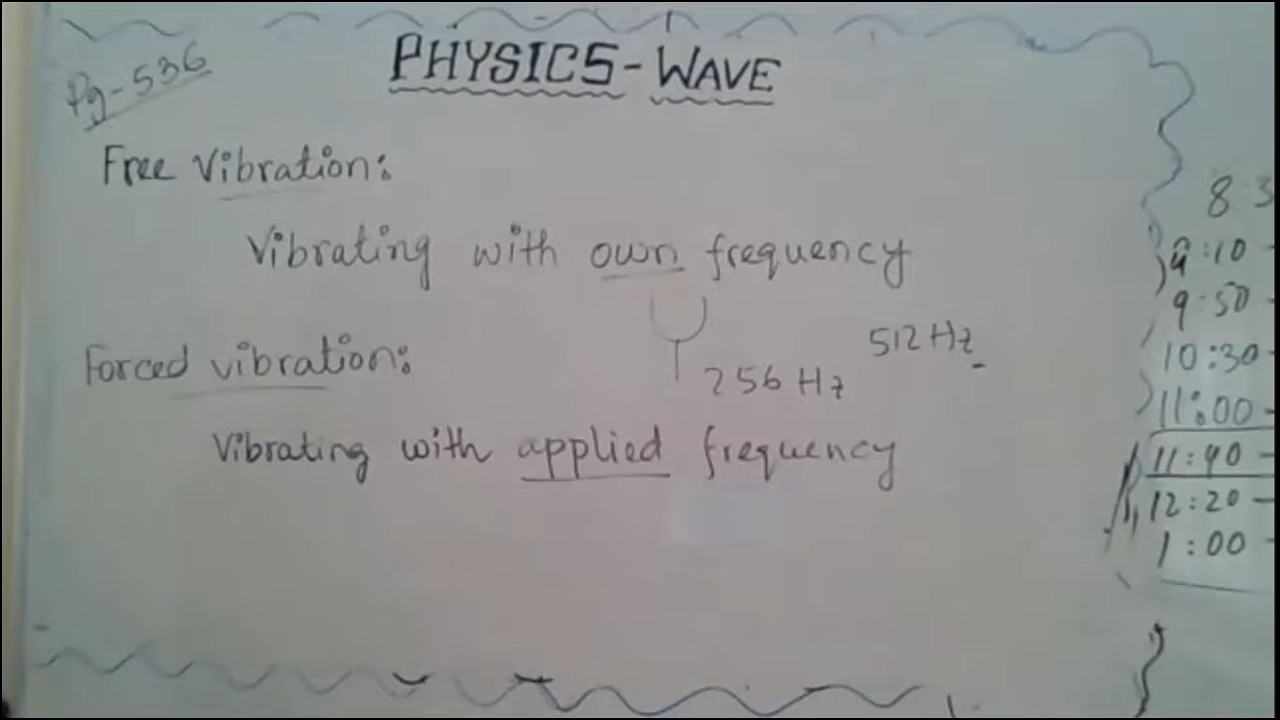 Pg-536
PHYSICS-WAVE
Free Vibration:
Vibrating with own frequency
512 Hz
256 Hz
Forced vibration:
Vibrating with applied frequency
8:3
9:10 -
9:50 -
10:30 -
11:00 -
11:40 -
12:20 -
1:00 -